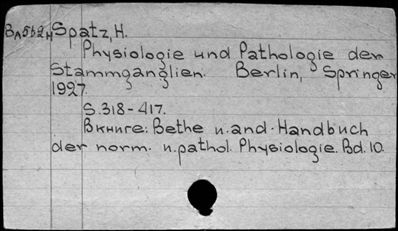 Spatz, H.
Physiologie und Pathologie der
Stammganglien. Berlin, Springer
1927.
S. 318-417.
В книге: Bethe u. and. Handbuch
der norm. u. pathol. Physiologie. Bd. 10.